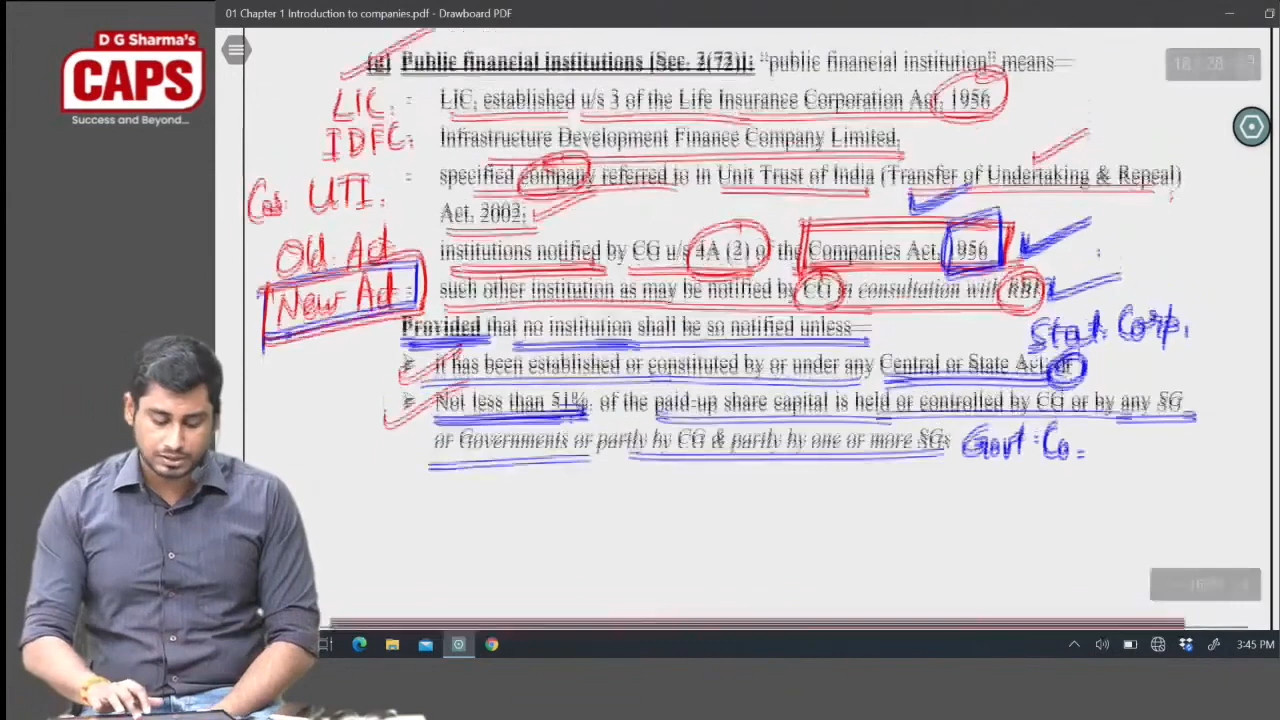 01 Chapter 1 Introduction to companies.pdf - Drawboard PDF
D G Sharma's
CAPS
Success and Beyond...
(g) Public financial institutions [Sec. 2(72)]: "public financial institution" means—
LIC : LIC, established u/s 3 of the Life Insurance Corporation Act, 1956
IDFC : Infrastructure Development Finance Company Limited,
Cos UTI : specified company referred to in Unit Trust of India (Transfer of Undertaking & Repeal)
Act, 2002;
Old Act institutions notified by CG u/s 4A (2) of the Companies Act, 1956
New Act such other institution as may be notified by CG in consultation with RBI
Provided that no institution shall be so notified unless—
Stat. Corp.
it has been established or constituted by or under any Central or State Act; or
Not less than 51% of the paid-up share capital is held or controlled by CG or by any SG
or Governments or partly by CG & partly by one or more SGs Govt Co.
3:45 PM